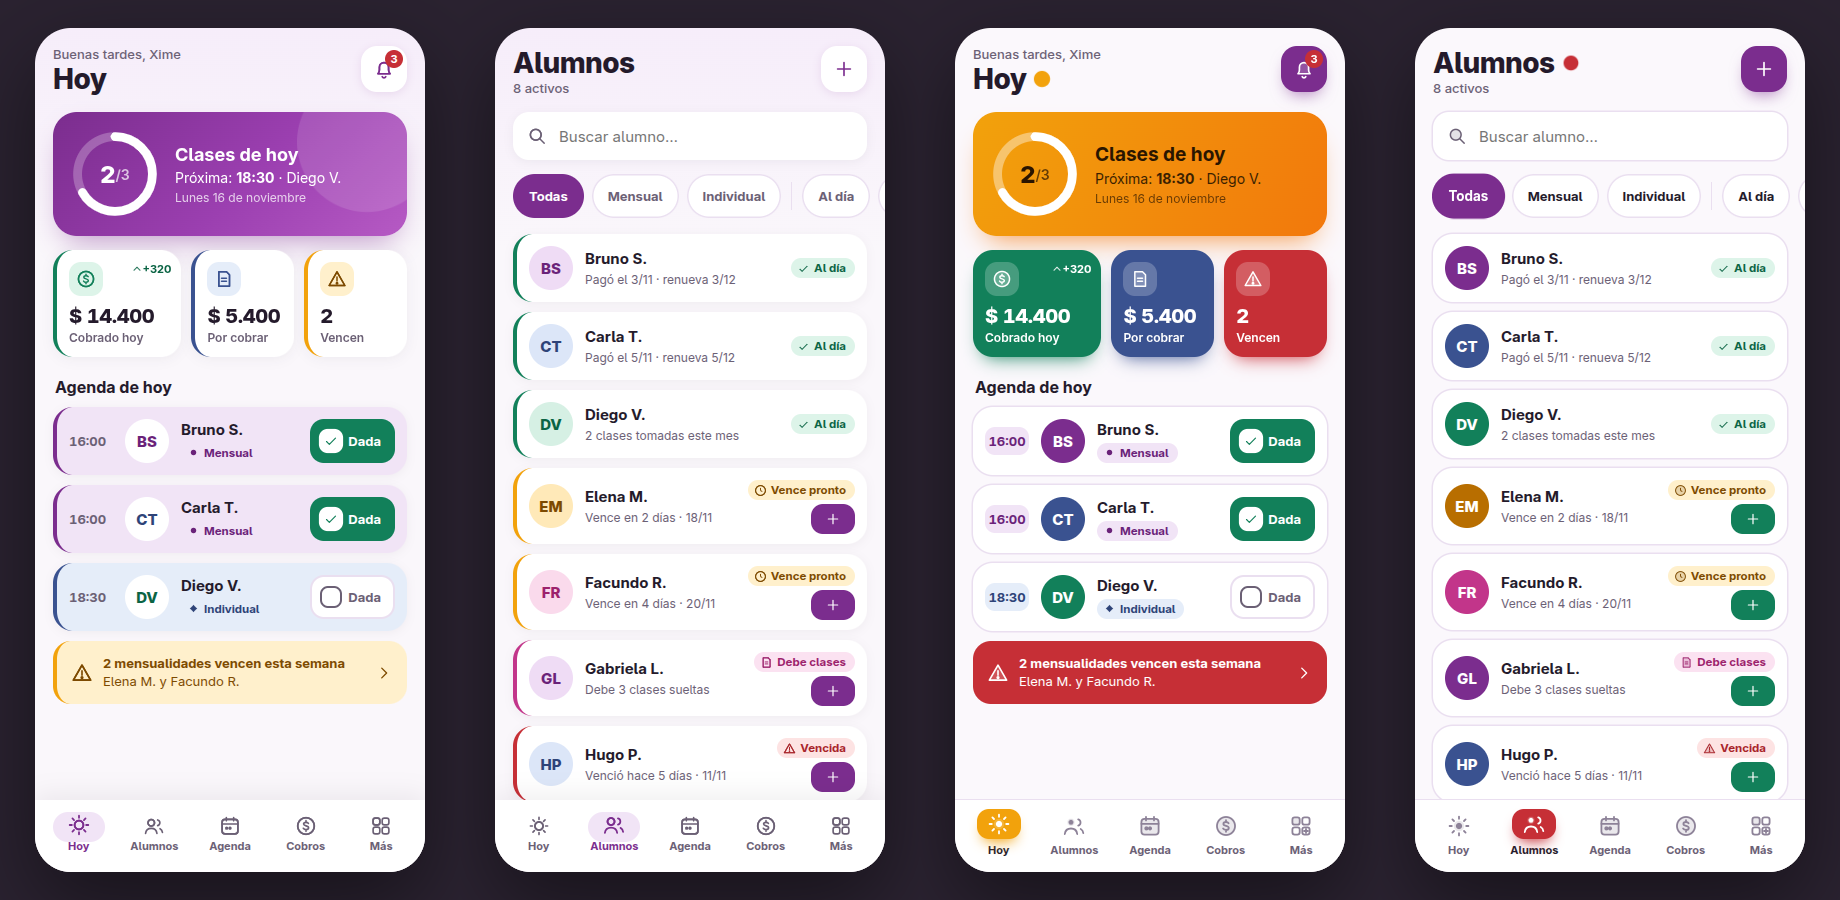 Buenas tardes, Xime
Hoy
3
2/3
Clases de hoy
Próxima: 18:30 · Diego V.
Lunes 16 de noviembre
+320
$ 14.400
Cobrado hoy
$ 5.400
Por cobrar
2
Vencen
Agenda de hoy
16:00
BS
Bruno S.
Mensual
Dada
16:00
CT
Carla T.
Mensual
Dada
18:30
DV
Diego V.
Individual
Dada
2 mensualidades vencen esta semana
Elena M. y Facundo R.
Hoy
Alumnos
Agenda
Cobros
Más
Alumnos
8 activos
Buscar alumno...
Todas
Mensual
Individual
Al día
BS
Bruno S.
Pagó el 3/11 · renueva 3/12
Al día
CT
Carla T.
Pagó el 5/11 · renueva 5/12
Al día
DV
Diego V.
2 clases tomadas este mes
Al día
EM
Elena M.
Vence en 2 días · 18/11
Vence pronto
FR
Facundo R.
Vence en 4 días · 20/11
Vence pronto
GL
Gabriela L.
Debe 3 clases sueltas
Debe clases
HP
Hugo P.
Venció hace 5 días · 11/11
Vencida
Hoy
Alumnos
Agenda
Cobros
Más
Buenas tardes, Xime
Hoy
3
2/3
Clases de hoy
Próxima: 18:30 · Diego V.
Lunes 16 de noviembre
+320
$ 14.400
Cobrado hoy
$ 5.400
Por cobrar
2
Vencen
Agenda de hoy
16:00
BS
Bruno S.
Mensual
Dada
16:00
CT
Carla T.
Mensual
Dada
18:30
DV
Diego V.
Individual
Dada
2 mensualidades vencen esta semana
Elena M. y Facundo R.
Hoy
Alumnos
Agenda
Cobros
Más
Alumnos
8 activos
Buscar alumno...
Todas
Mensual
Individual
Al día
BS
Bruno S.
Pagó el 3/11 · renueva 3/12
Al día
CT
Carla T.
Pagó el 5/11 · renueva 5/12
Al día
DV
Diego V.
2 clases tomadas este mes
Al día
EM
Elena M.
Vence en 2 días · 18/11
Vence pronto
FR
Facundo R.
Vence en 4 días · 20/11
Vence pronto
GL
Gabriela L.
Debe 3 clases sueltas
Debe clases
HP
Hugo P.
Venció hace 5 días · 11/11
Vencida
Hoy
Alumnos
Agenda
Cobros
Más